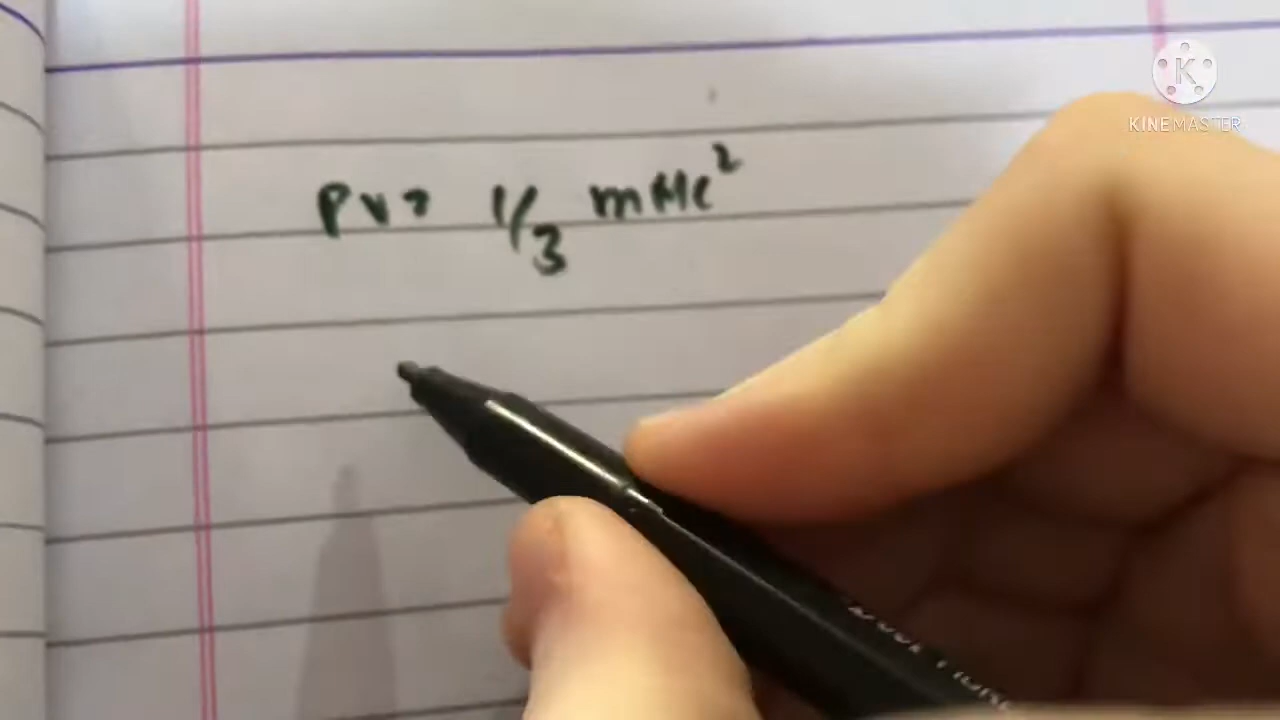 PV = 1/3 mNc²
KINEMASTER